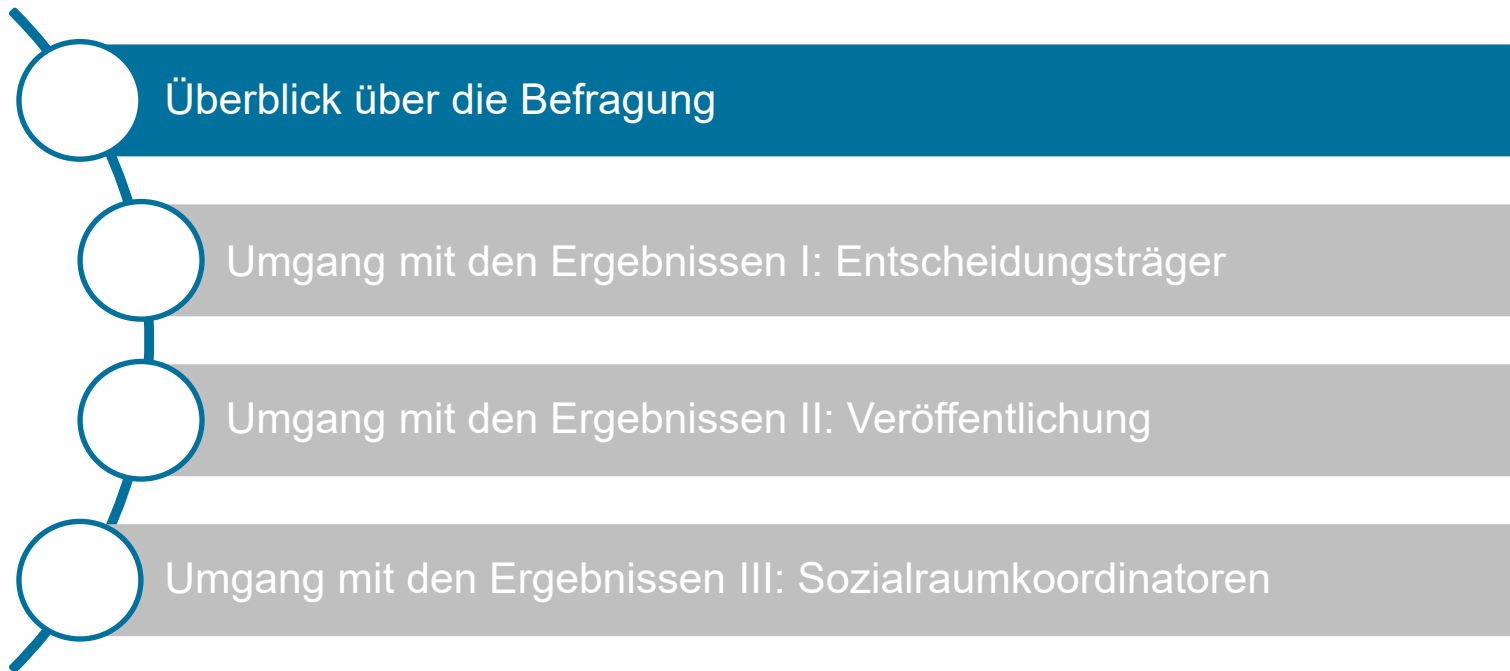 Überblick über die Befragung
Umgang mit den Ergebnissen I: Entscheidungsträger
Umgang mit den Ergebnissen II: Veröffentlichung
Umgang mit den Ergebnissen III: Sozialraumkoordinatoren